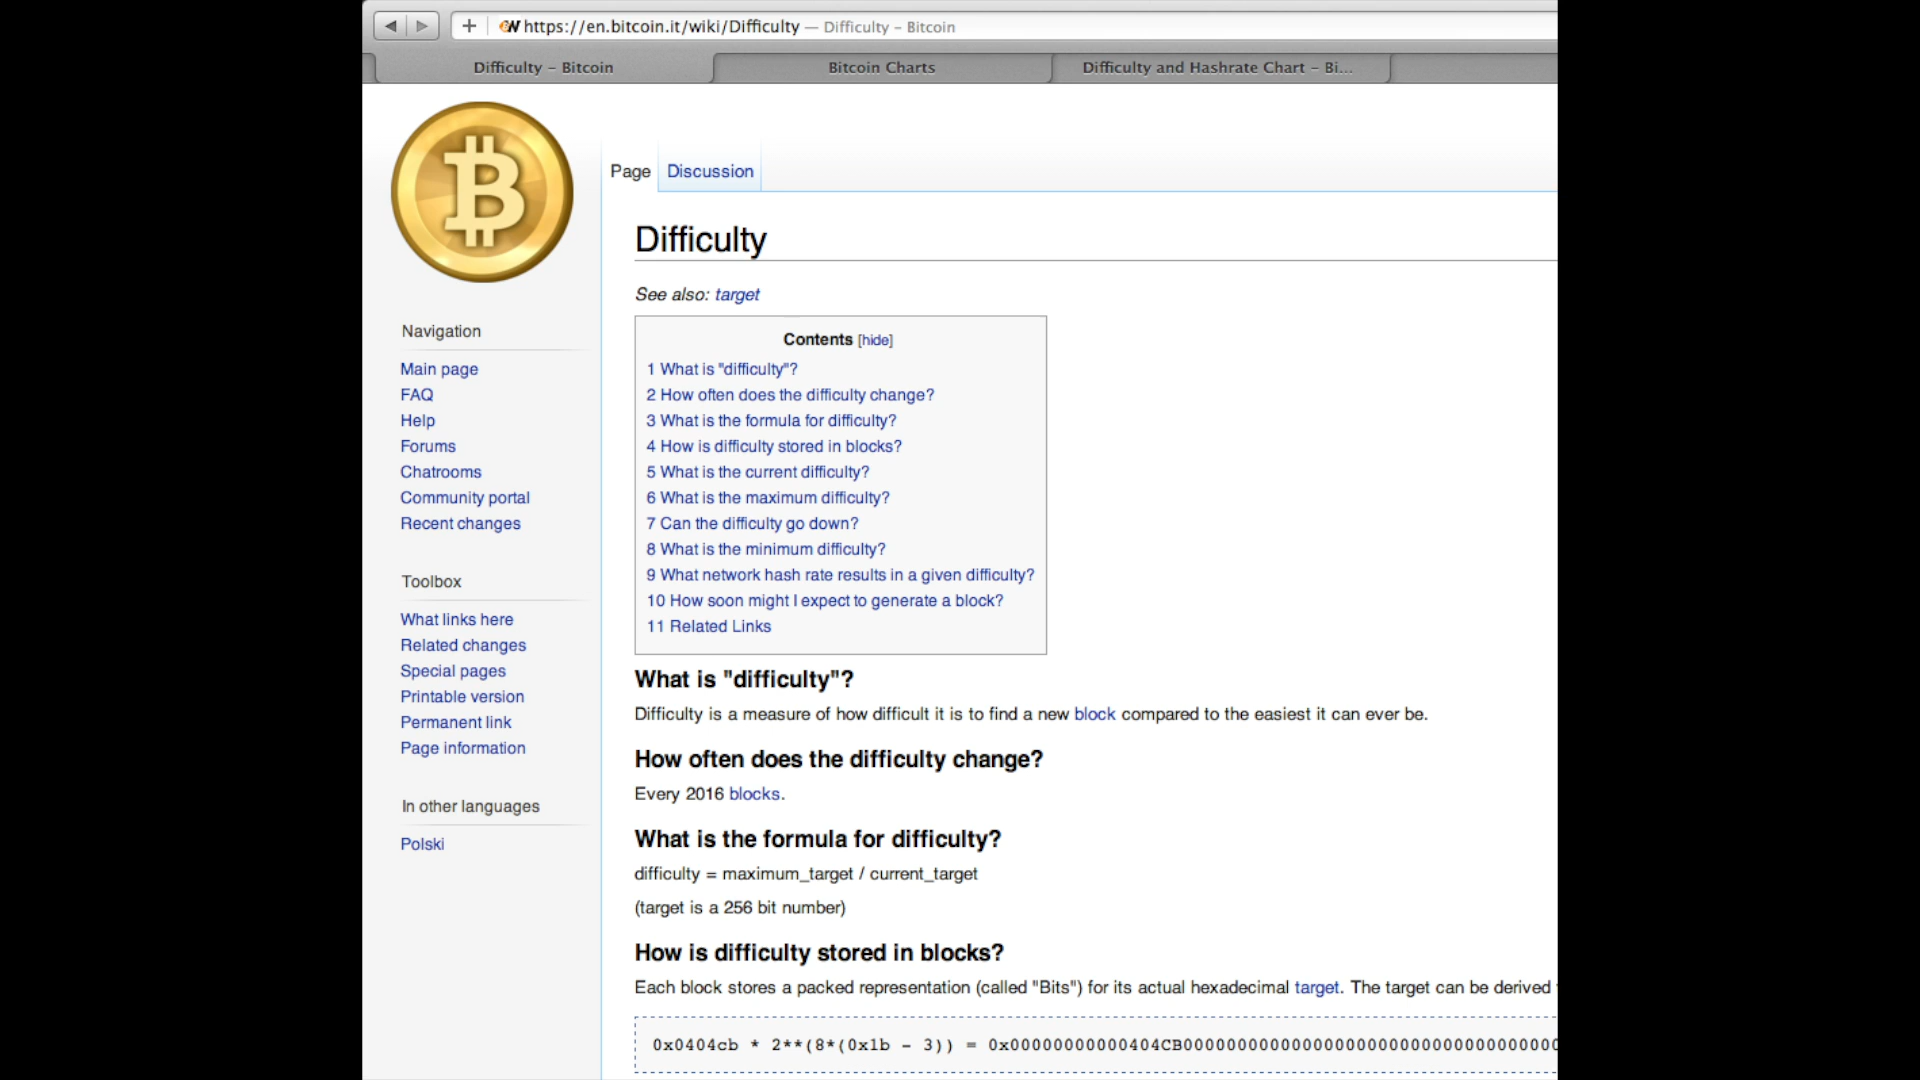 https://en.bitcoin.it/wiki/Difficulty — Difficulty – Bitcoin
Difficulty – Bitcoin
Bitcoin Charts
Difficulty and Hashrate Chart – Bi...
Page
Discussion
Difficulty
See also: target
Navigation
Main page
FAQ
Help
Forums
Chatrooms
Community portal
Recent changes
Toolbox
What links here
Related changes
Special pages
Printable version
Permanent link
Page information
In other languages
Polski
Contents [hide]
1 What is "difficulty"?
2 How often does the difficulty change?
3 What is the formula for difficulty?
4 How is difficulty stored in blocks?
5 What is the current difficulty?
6 What is the maximum difficulty?
7 Can the difficulty go down?
8 What is the minimum difficulty?
9 What network hash rate results in a given difficulty?
10 How soon might I expect to generate a block?
11 Related Links
What is "difficulty"?
Difficulty is a measure of how difficult it is to find a new block compared to the easiest it can ever be.
How often does the difficulty change?
Every 2016 blocks.
What is the formula for difficulty?
difficulty = maximum_target / current_target
(target is a 256 bit number)
How is difficulty stored in blocks?
Each block stores a packed representation (called "Bits") for its actual hexadecimal target. The target can be derived
0x0404cb * 2**(8*(0x1b - 3)) =